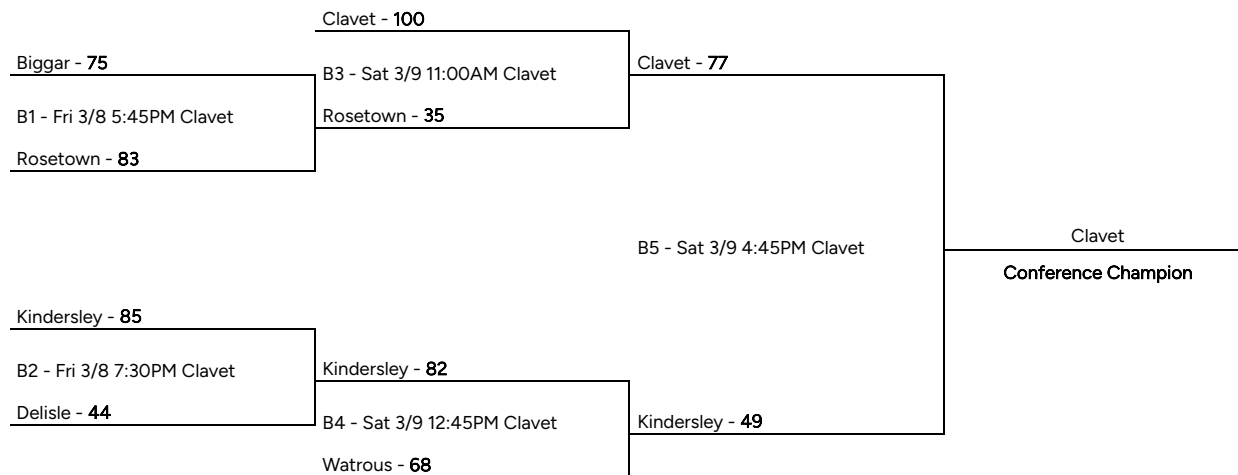 Clavet - 100
Biggar - 75
B3 - Sat 3/9 11:00AM Clavet
Clavet - 77
B1 - Fri 3/8 5:45PM Clavet
Rosetown - 35
Rosetown - 83
Clavet
B5 - Sat 3/9 4:45PM Clavet
Conference Champion
Kindersley - 85
B2 - Fri 3/8 7:30PM Clavet
Kindersley - 82
Delisle - 44
B4 - Sat 3/9 12:45PM Clavet
Kindersley - 49
Watrous - 68